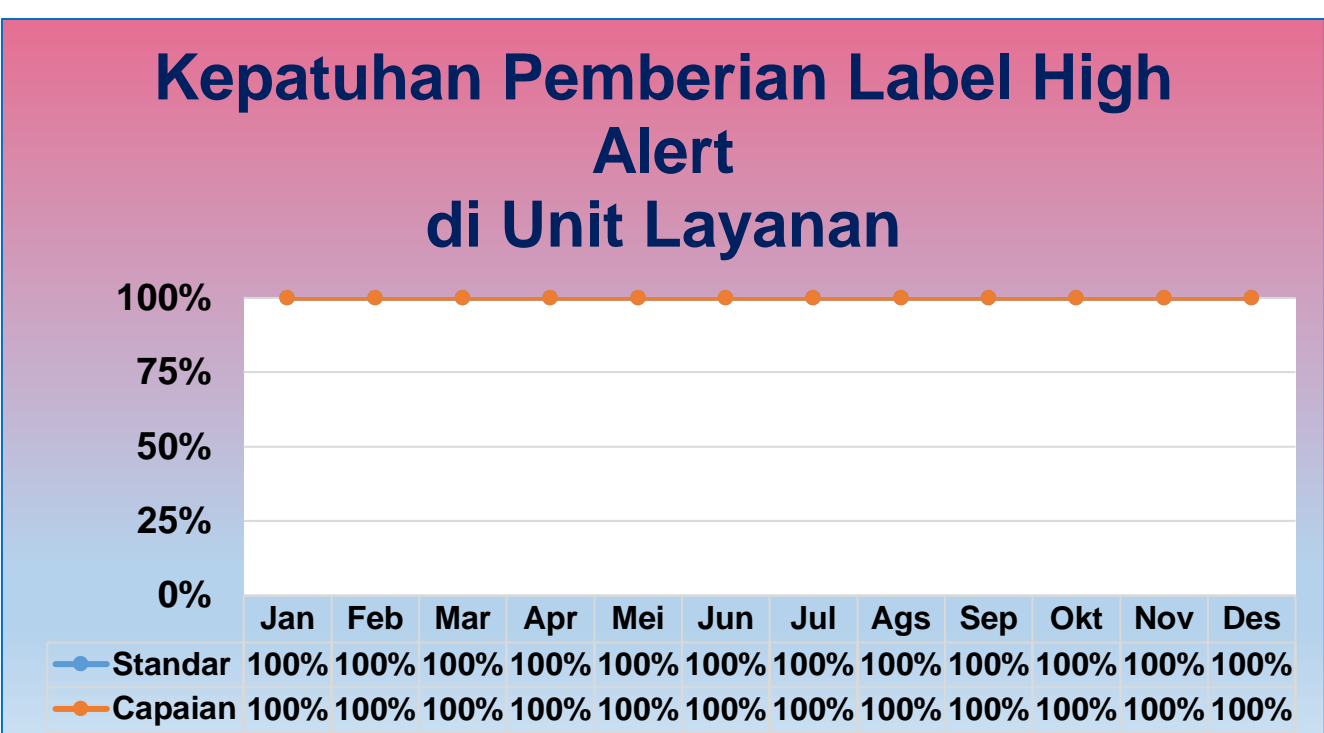 Kepatuhan Pemberian Label High
Alert
di Unit Layanan
100%
75%
50%
25%
0%
Jan Feb Mar Apr Mei Jun Jul Ags Sep Okt Nov Des
Standar 100% 100% 100% 100% 100% 100% 100% 100% 100% 100% 100% 100%
Capaian 100% 100% 100% 100% 100% 100% 100% 100% 100% 100% 100% 100%